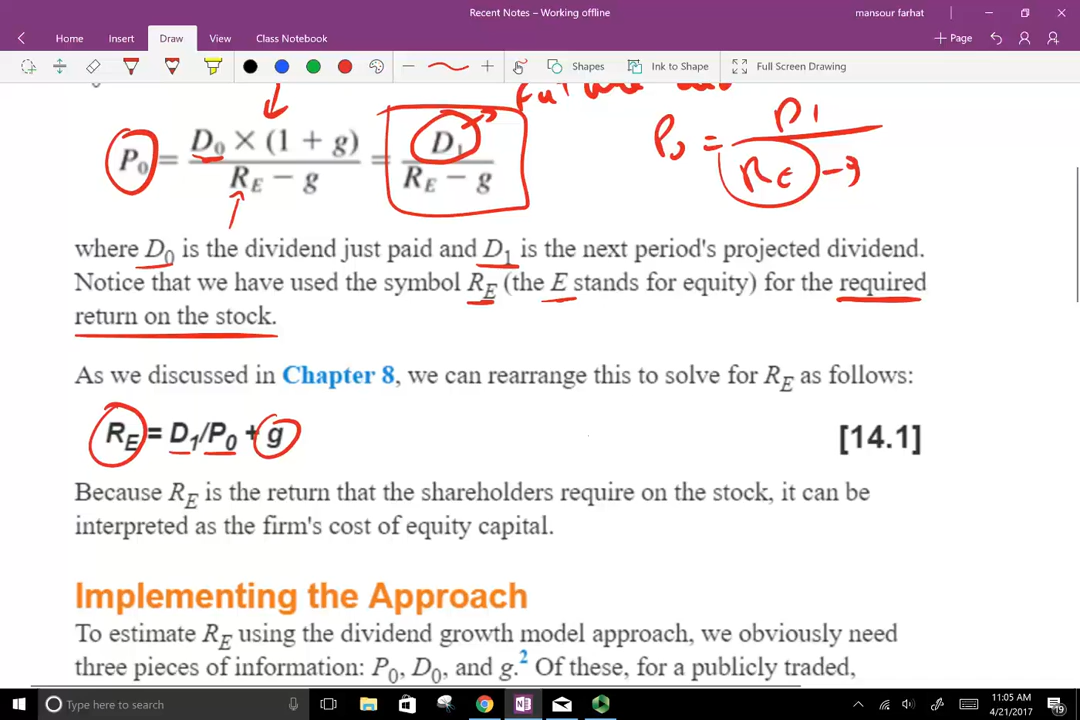 Recent Notes – Working offline
mansour farhat
Home Insert Draw View Class Notebook
Page
Shapes Ink to Shape Full Screen Drawing
P0 = D0 × (1 + g) / RE − g = D1 / RE − g
P0 = D1 / RE − g
where D0 is the dividend just paid and D1 is the next period's projected dividend.
Notice that we have used the symbol RE (the E stands for equity) for the required
return on the stock.
As we discussed in Chapter 8, we can rearrange this to solve for RE as follows:
RE = D1/P0 + g [14.1]
Because RE is the return that the shareholders require on the stock, it can be
interpreted as the firm's cost of equity capital.
Implementing the Approach
To estimate RE using the dividend growth model approach, we obviously need
three pieces of information: P0, D0, and g.2 Of these, for a publicly traded,
Type here to search
11:05 AM
4/21/2017
19